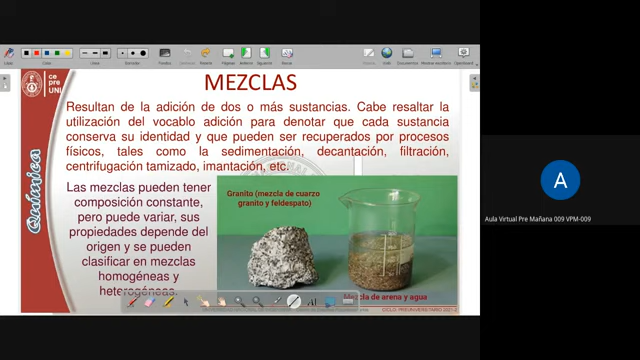 MEZCLAS
ce
pre
UNI
Resultan de la adición de dos o más sustancias. Cabe resaltar la
utilización del vocablo adición para denotar que cada sustancia
conserva su identidad y que pueden ser recuperados por procesos
físicos, tales como la sedimentación, decantación, filtración,
centrifugación tamizado, imantación, etc.
Química
Las mezclas pueden tener
composición constante,
pero puede variar, sus
propiedades depende del
origen y se pueden
clasificar en mezclas
homogéneas y
heterogéneas.
Granito (mezcla de cuarzo
granito y feldespato)
Mezcla de arena y agua
A
Aula Virtual Pre Mañana 009 VPM-009